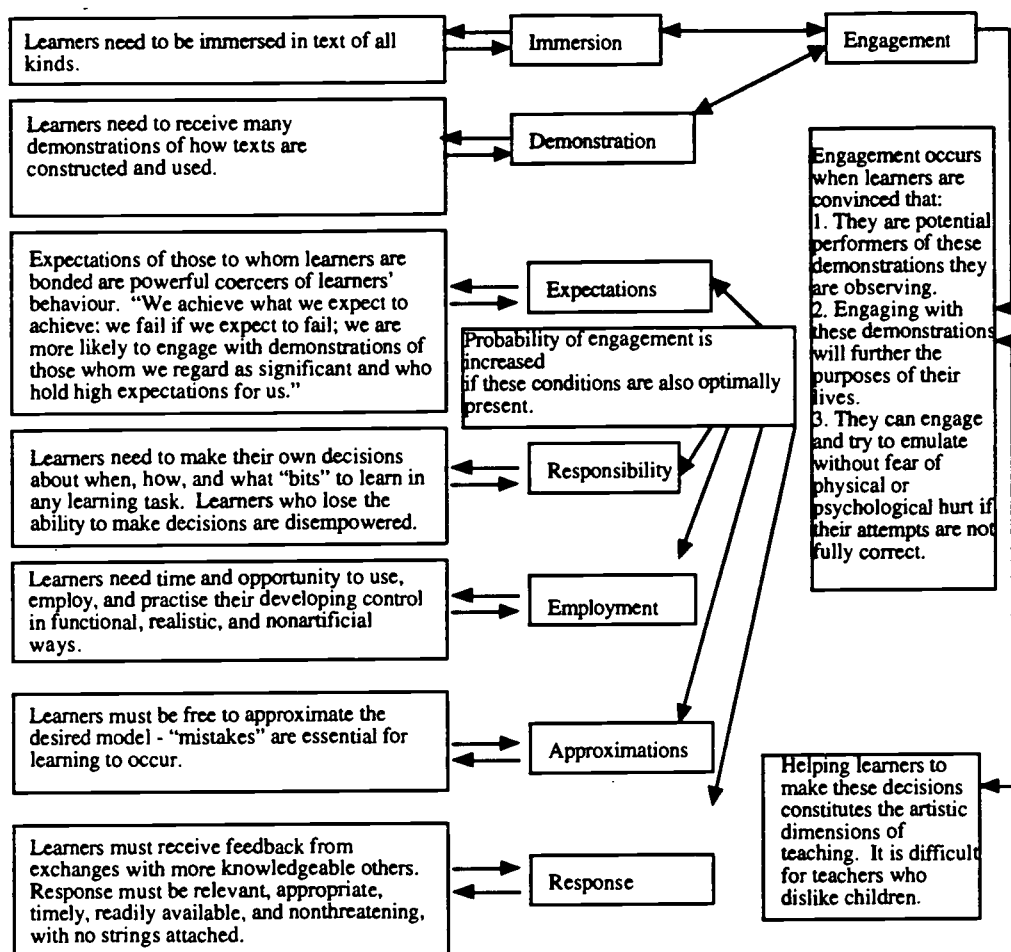 Learners need to be immersed in text of all
kinds.
Immersion
Engagement
Learners need to receive many
demonstrations of how texts are
constructed and used.
Demonstration
Engagement occurs
when learners are
convinced that:
1. They are potential
performers of these
demonstrations they
are observing.
2. Engaging with
these demonstrations
will further the
purposes of their
lives.
3. They can engage
and try to emulate
without fear of
physical or
psychological hurt if
their attempts are not
fully correct.
Expectations of those to whom learners are
bonded are powerful coercers of learners'
behaviour. “We achieve what we expect to
achieve: we fail if we expect to fail; we are
more likely to engage with demonstrations of
those whom we regard as significant and who
hold high expectations for us.”
Expectations
Probability of engagement is
increased
if these conditions are also optimally
present.
Learners need to make their own decisions
about when, how, and what “bits” to learn in
any learning task. Learners who lose the
ability to make decisions are disempowered.
Responsibility
Learners need time and opportunity to use,
employ, and practise their developing control
in functional, realistic, and nonartificial
ways.
Employment
Learners must be free to approximate the
desired model - “mistakes” are essential for
learning to occur.
Approximations
Helping learners to
make these decisions
constitutes the artistic
dimensions of
teaching. It is difficult
for teachers who
dislike children.
Learners must receive feedback from
exchanges with more knowledgeable others.
Response must be relevant, appropriate,
timely, readily available, and nonthreatening,
with no strings attached.
Response